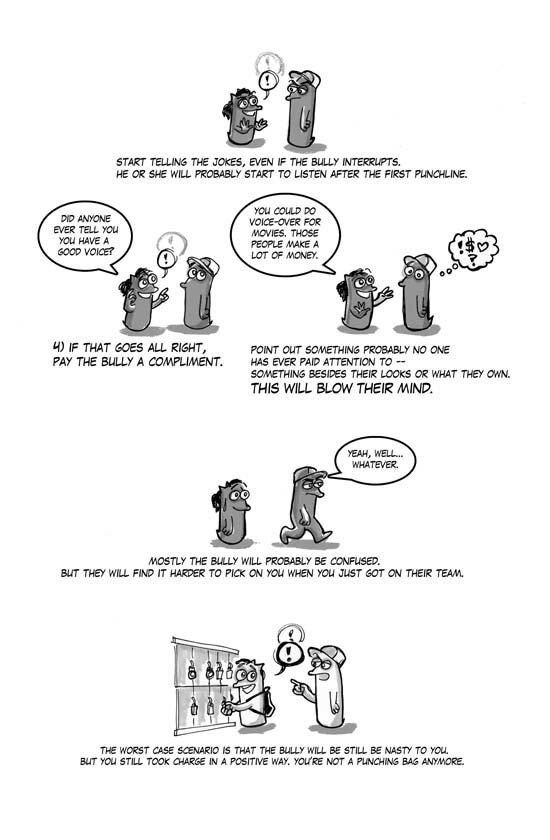 !
START TELLING THE JOKES, EVEN IF THE BULLY INTERRUPTS.
HE OR SHE WILL PROBABLY START TO LISTEN AFTER THE FIRST PUNCHLINE.
DID ANYONE
EVER TELL YOU
YOU HAVE A
GOOD VOICE?
!
YOU COULD DO
VOICE-OVER FOR
MOVIES. THOSE
PEOPLE MAKE A
LOT OF MONEY.
!$♡
?
4) IF THAT GOES ALL RIGHT,
PAY THE BULLY A COMPLIMENT.
POINT OUT SOMETHING PROBABLY NO ONE
HAS EVER PAID ATTENTION TO --
SOMETHING BESIDES THEIR LOOKS OR WHAT THEY OWN.
THIS WILL BLOW THEIR MIND.
YEAH, WELL...
WHATEVER.
MOSTLY THE BULLY WILL PROBABLY BE CONFUSED.
BUT THEY WILL FIND IT HARDER TO PICK ON YOU WHEN YOU JUST GOT ON THEIR TEAM.
!
!
THE WORST CASE SCENARIO IS THAT THE BULLY WILL BE STILL BE NASTY TO YOU.
BUT YOU STILL TOOK CHARGE IN A POSITIVE WAY. YOU'RE NOT A PUNCHING BAG ANYMORE.